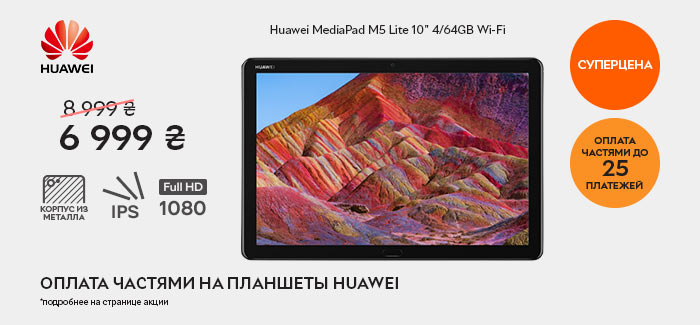 HUAWEI
Huawei MediaPad M5 Lite 10" 4/64GB Wi-Fi
СУПЕРЦЕНА
8 999 ₴
6 999 ₴
HUAWEI
ОПЛАТА
ЧАСТЯМИ ДО
25
ПЛАТЕЖЕЙ
КОРПУС ИЗ
МЕТАЛЛА
IPS
Full HD
1080
ОПЛАТА ЧАСТЯМИ НА ПЛАНШЕТЫ HUAWEI
*подробнее на странице акции